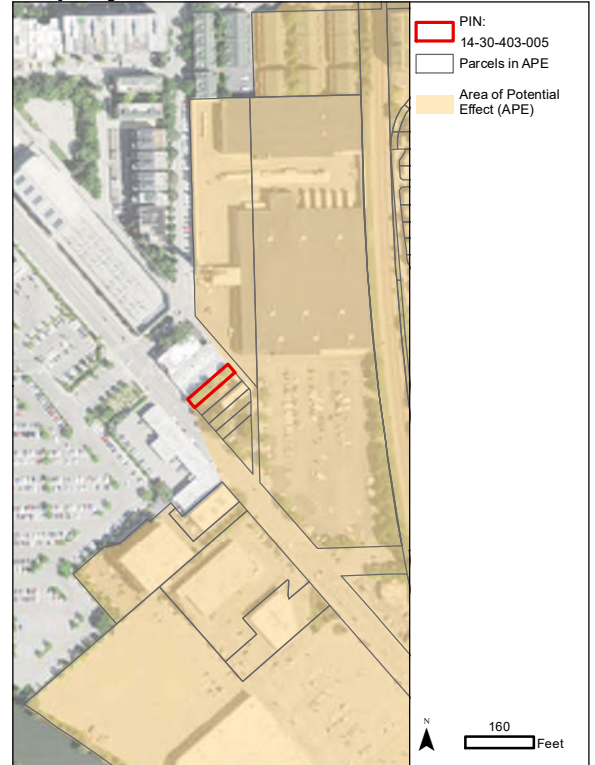 PIN:
14-30-403-005
Parcels in APE
Area of Potential
Effect (APE)
N
160
Feet